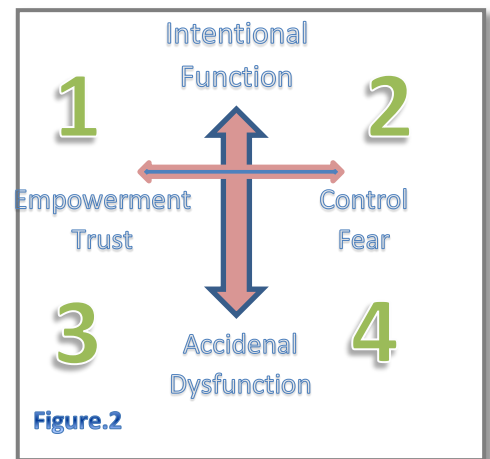 Intentional
Function
1
2
Empowerment
Trust
Control
Fear
3
4
Accidenal
Dysfunction
Figure.2